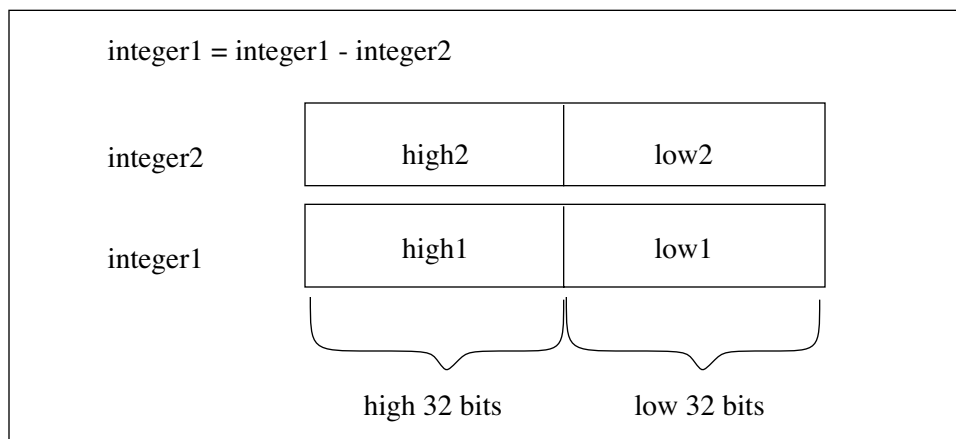 integer1 = integer1 - integer2
integer2 high2 low2
integer1 high1 low1
high 32 bits low 32 bits